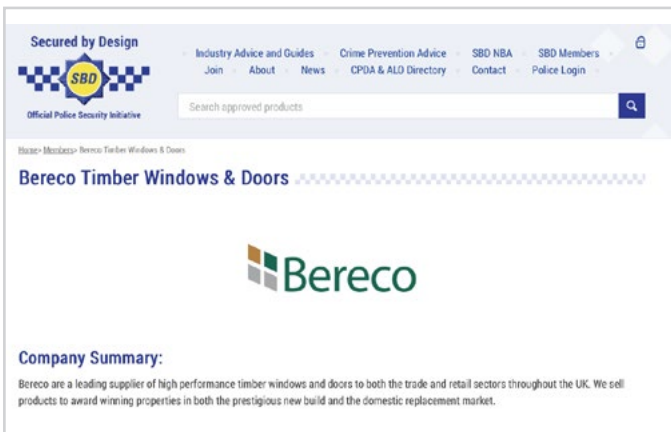 Secured by Design
SBD
Official Police Security Initiative
Industry Advice and Guides Crime Prevention Advice SBD NBA SBD Members
Join About News CPDA & ALO Directory Contact Police Login
Search approved products
Home> Members> Bereco Timber Windows & Doors
Bereco Timber Windows & Doors
Bereco
Company Summary:
Bereco are a leading supplier of high performance timber windows and doors to both the trade and retail sectors throughout the UK. We sell
products to award winning properties in both the prestigious new build and the domestic replacement market.